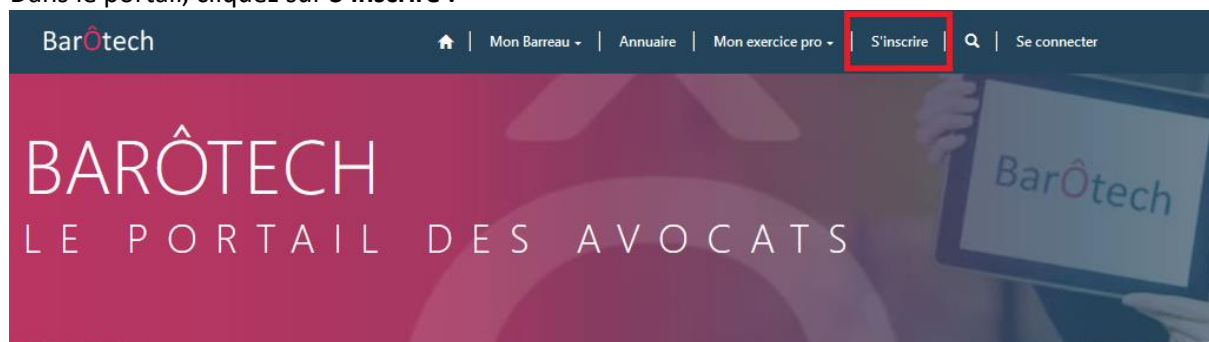 Dans le portail, cliquez sur S'inscrire :
BarÔtech | Mon Barreau | Annuaire | Mon exercice pro | S'inscrire | | Se connecter
BARÔTECH
BarÔtech
LE PORTAIL DES AVOCATS